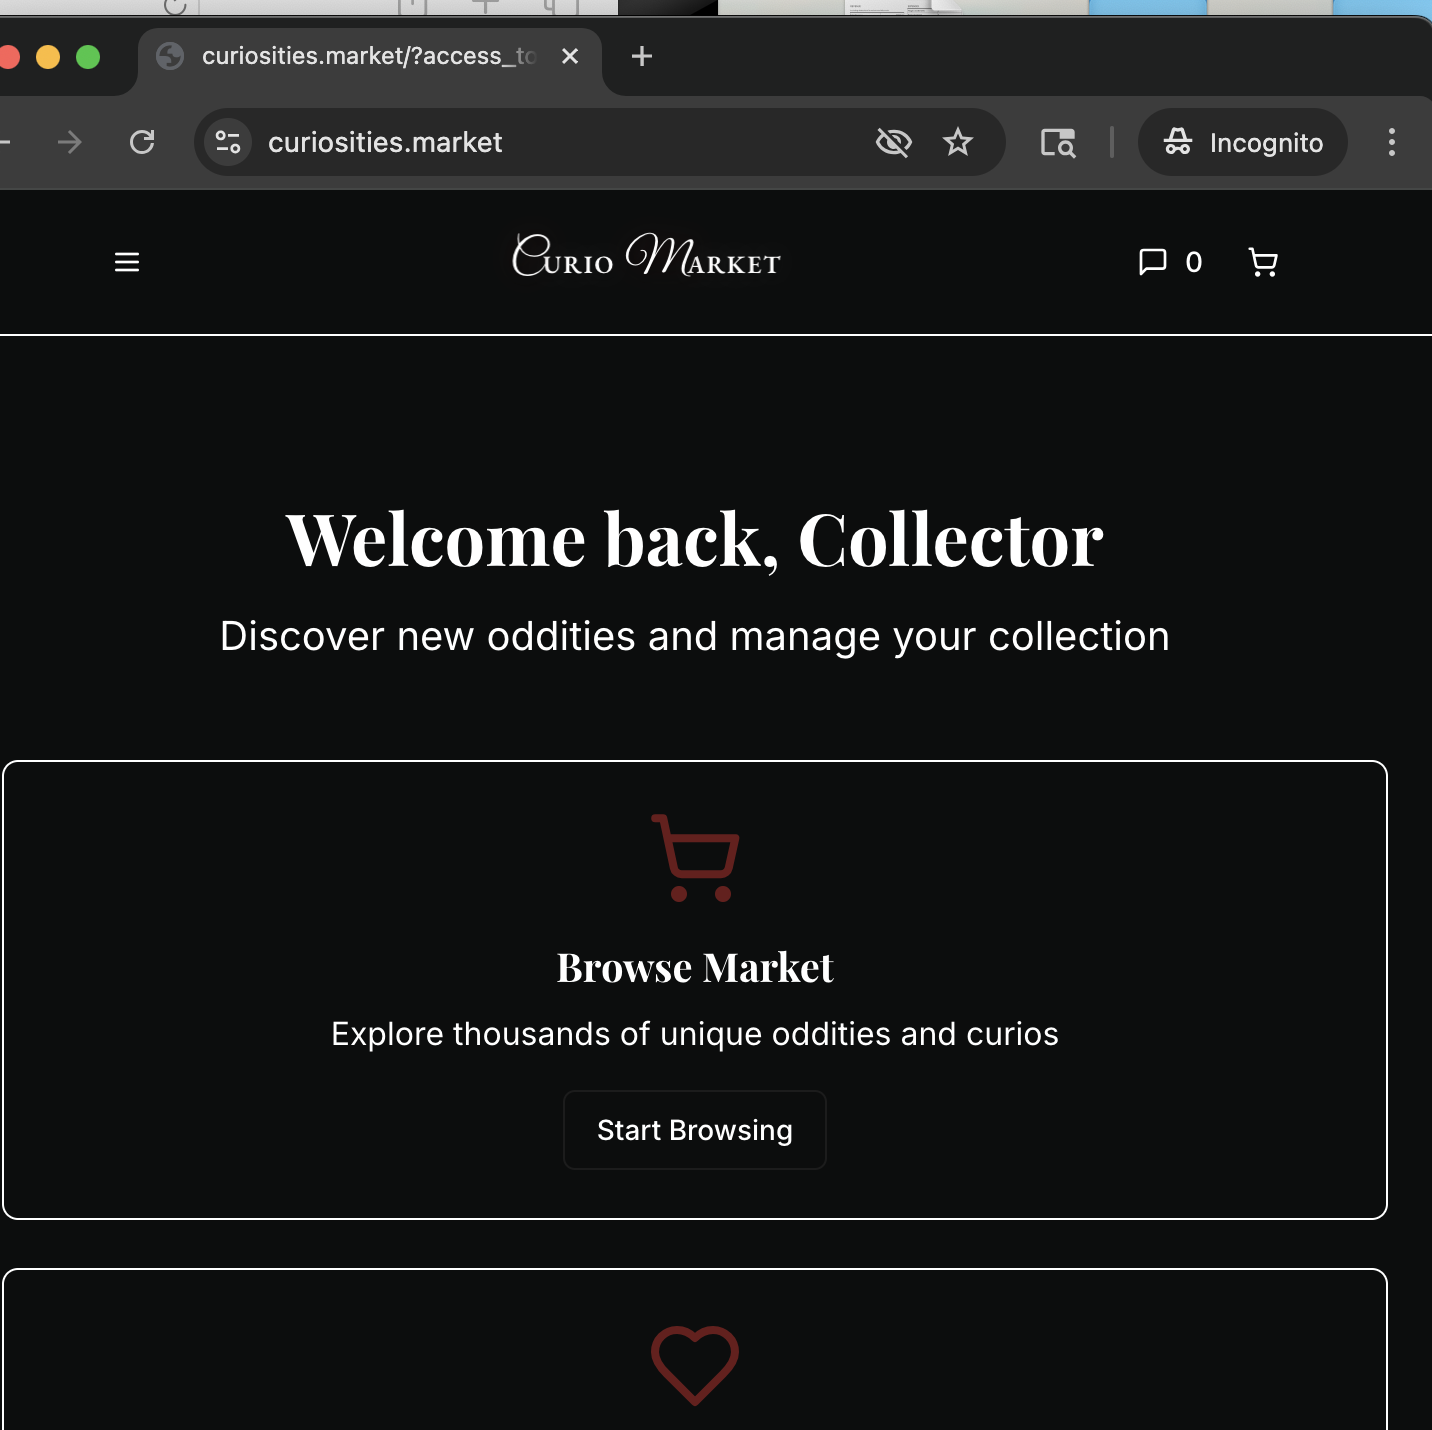 curiosities.market/?access_to
curiosities.market
Incognito
Curio Market
0
Welcome back, Collector
Discover new oddities and manage your collection
Browse Market
Explore thousands of unique oddities and curios
Start Browsing